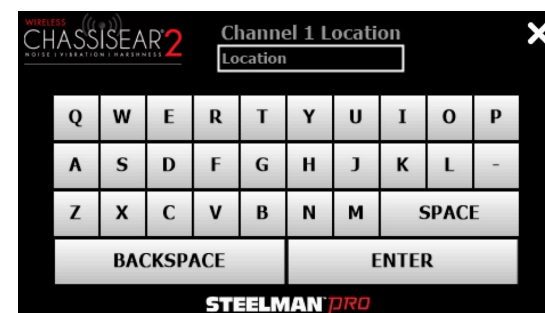 WIRELESS
CHASSISEAR®2
NOISE | VIBRATION | HARSHNESS
Channel 1 Location
Location
X
Q W E R T Y U I O P
A S D F G H J K L -
Z X C V B N M SPACE
BACKSPACE ENTER
STEELMAN PRO